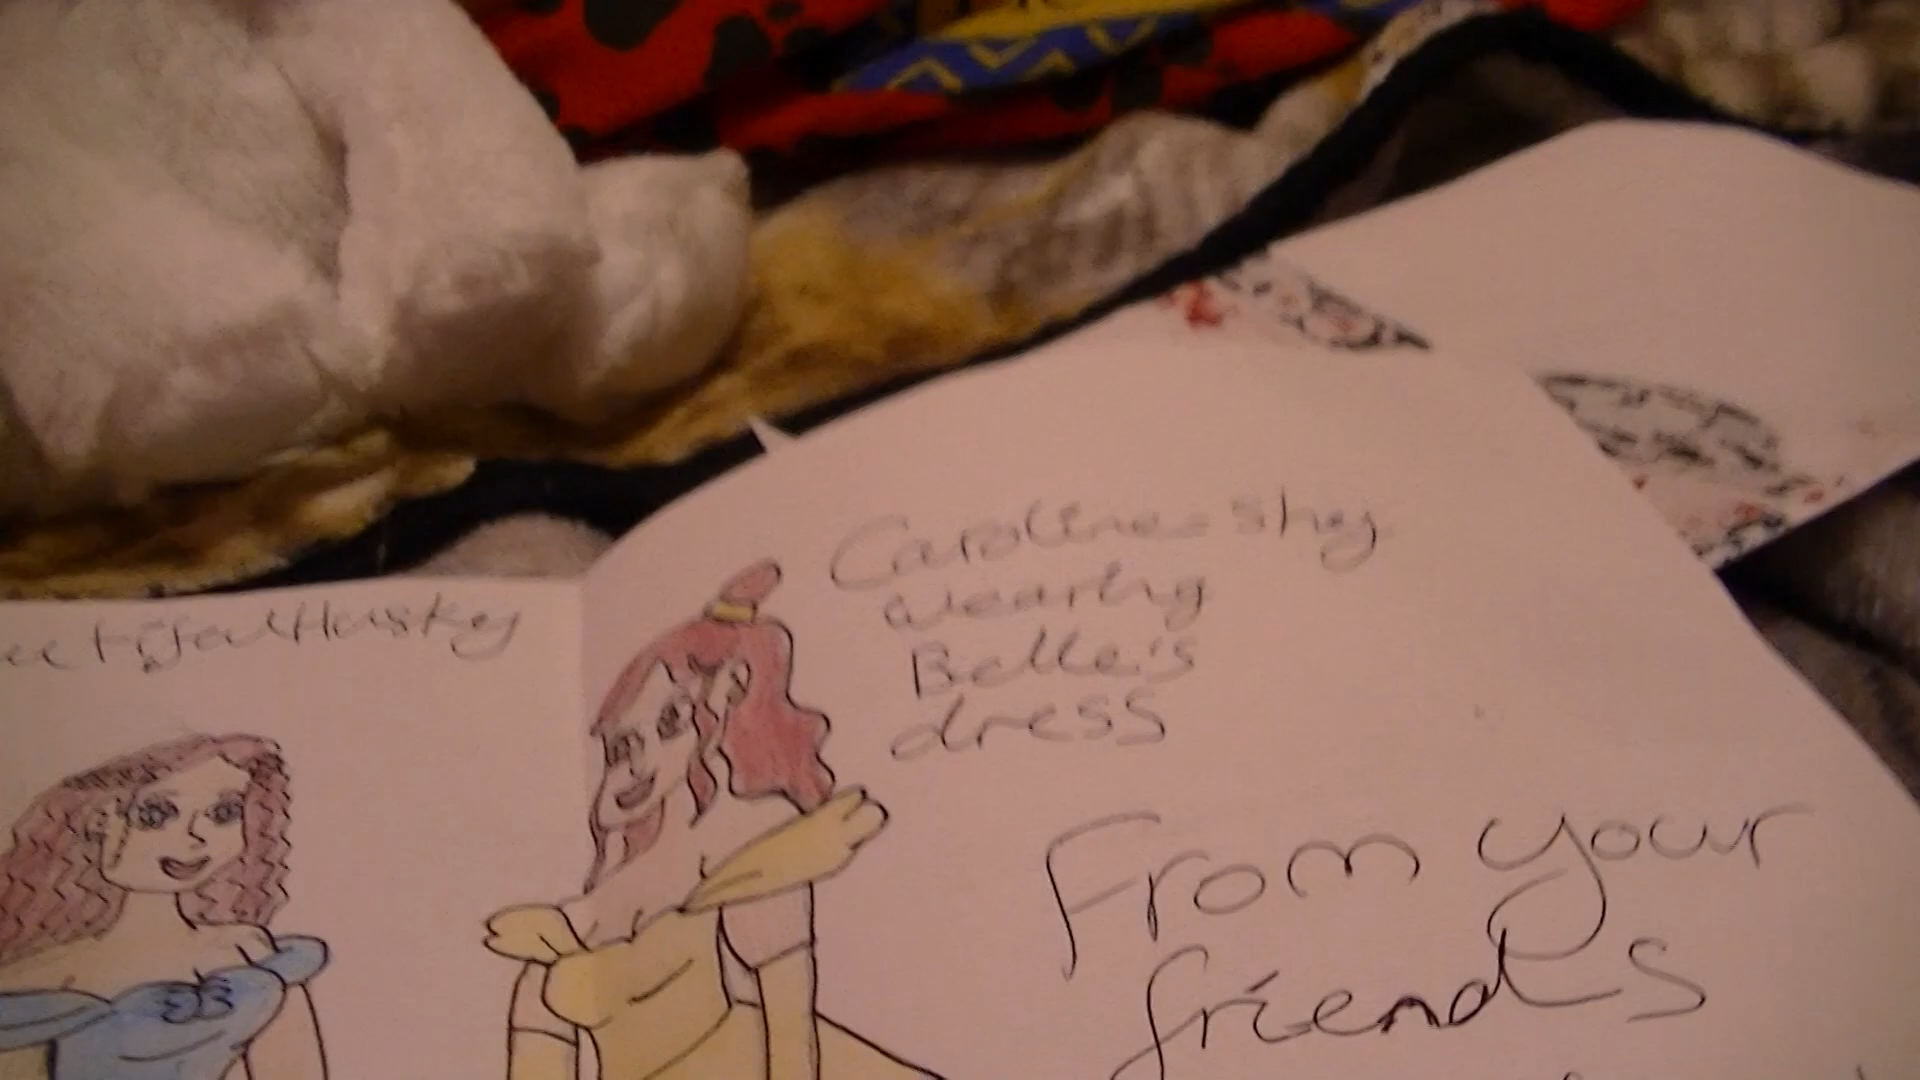 Caroline-shy
wearing
Belle's
dress
From your
friends